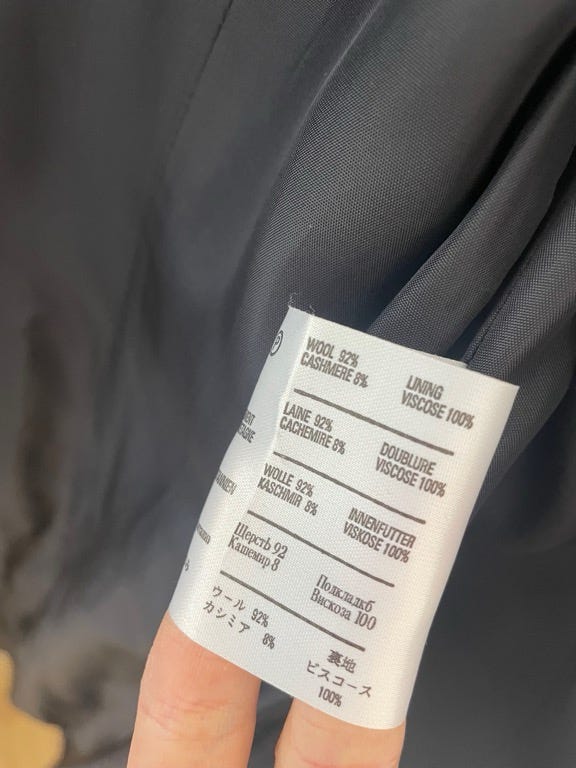 WOOL 92%
CASHMERE 8%
LINING
VISCOSE 100%
LAINE 92%
CACHEMIRE 8%
DOUBLURE
VISCOSE 100%
WOLLE 92%
KASCHMIR 8%
INNENFUTTER
VISKOSE 100%
Шерсть 92
Кашемир 8
Полкладкб
Вискоза 100
ウール 92%
カシミア 8%
裏地
ビスコース
100%